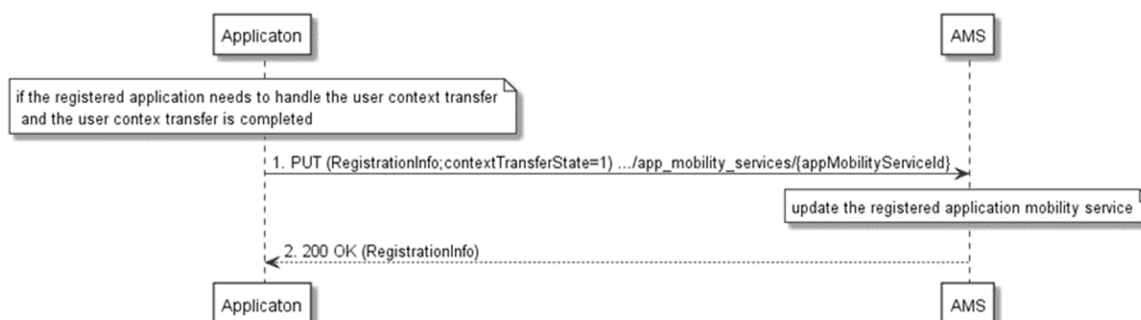 Applicaton
AMS
if the registered application needs to handle the user context transfer
and the user contex transfer is completed
1. PUT (RegistrationInfo;contextTransferState=1) .../app_mobility_services/{appMobilityServiceId}
update the registered application mobility service
2. 200 OK (RegistrationInfo)
Applicaton
AMS